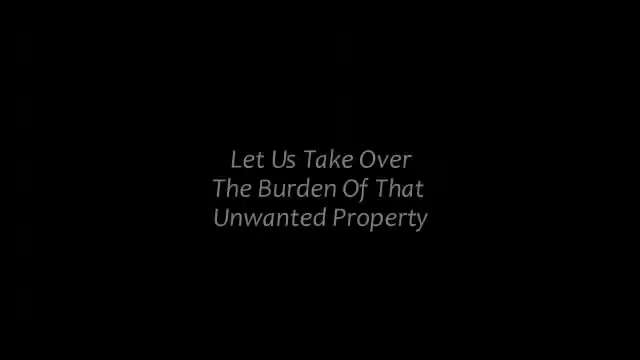 Let Us Take Over
The Burden Of That
Unwanted Property